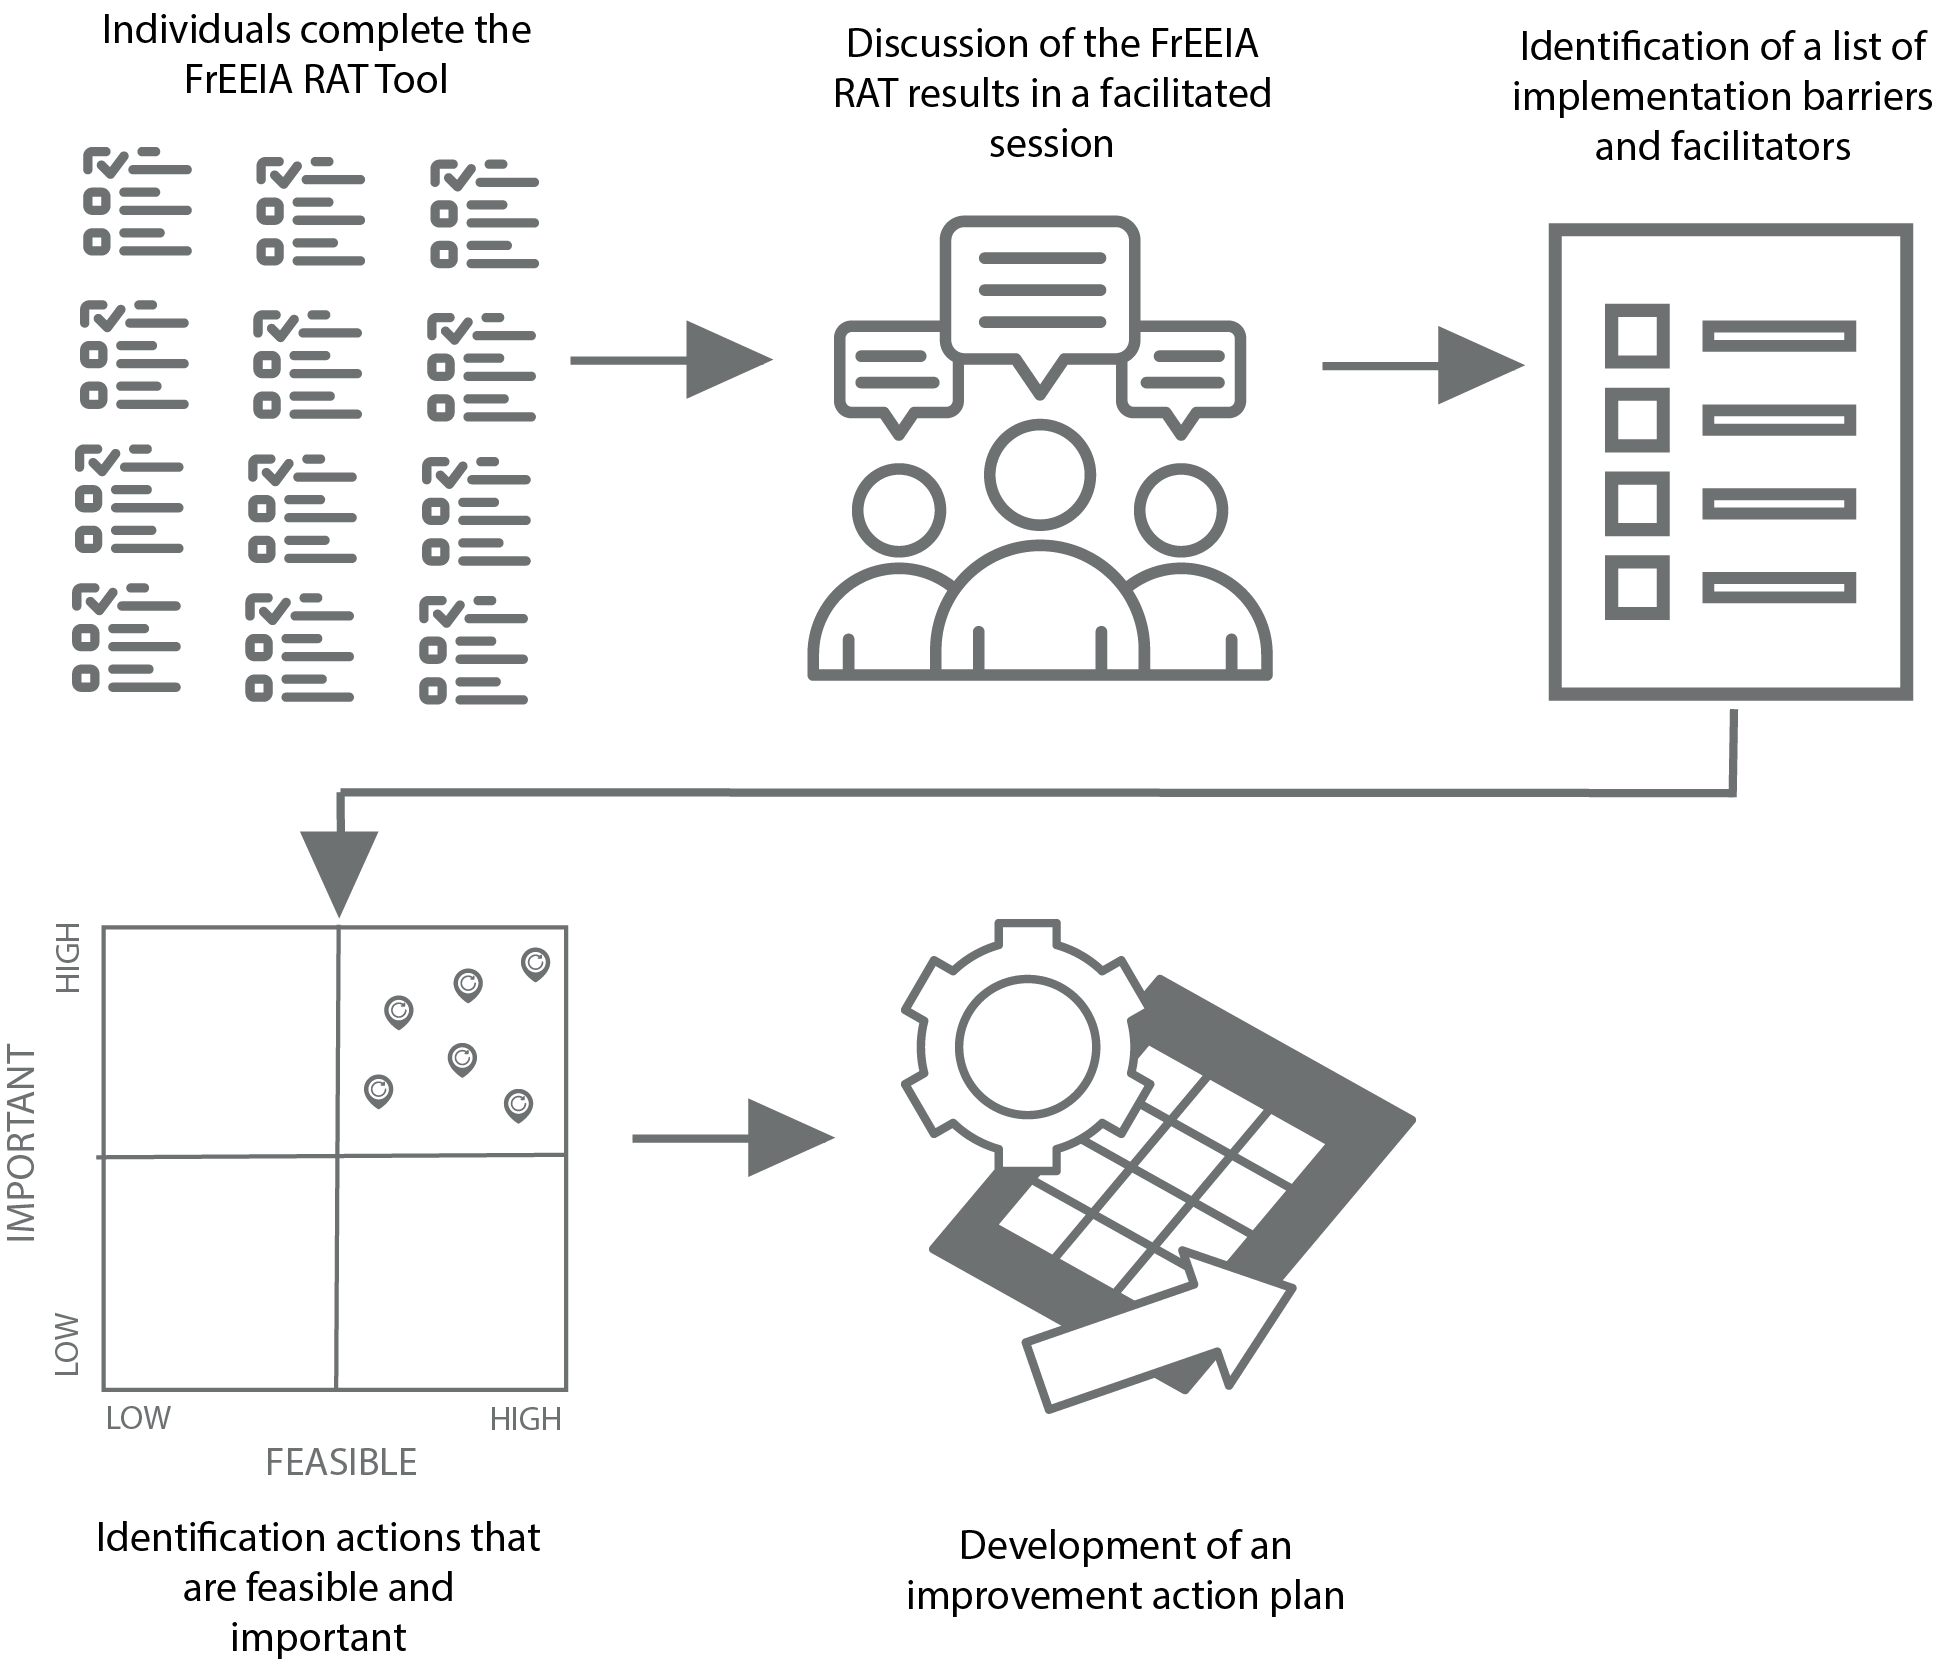 Individuals complete the
FrEEIA RAT Tool
Discussion of the FrEEIA
RAT results in a facilitated
session
Identification of a list of
implementation barriers
and facilitators
HIGH
IMPORTANT
LOW
LOW
HIGH
FEASIBLE
Identification actions that
are feasible and
important
Development of an
improvement action plan